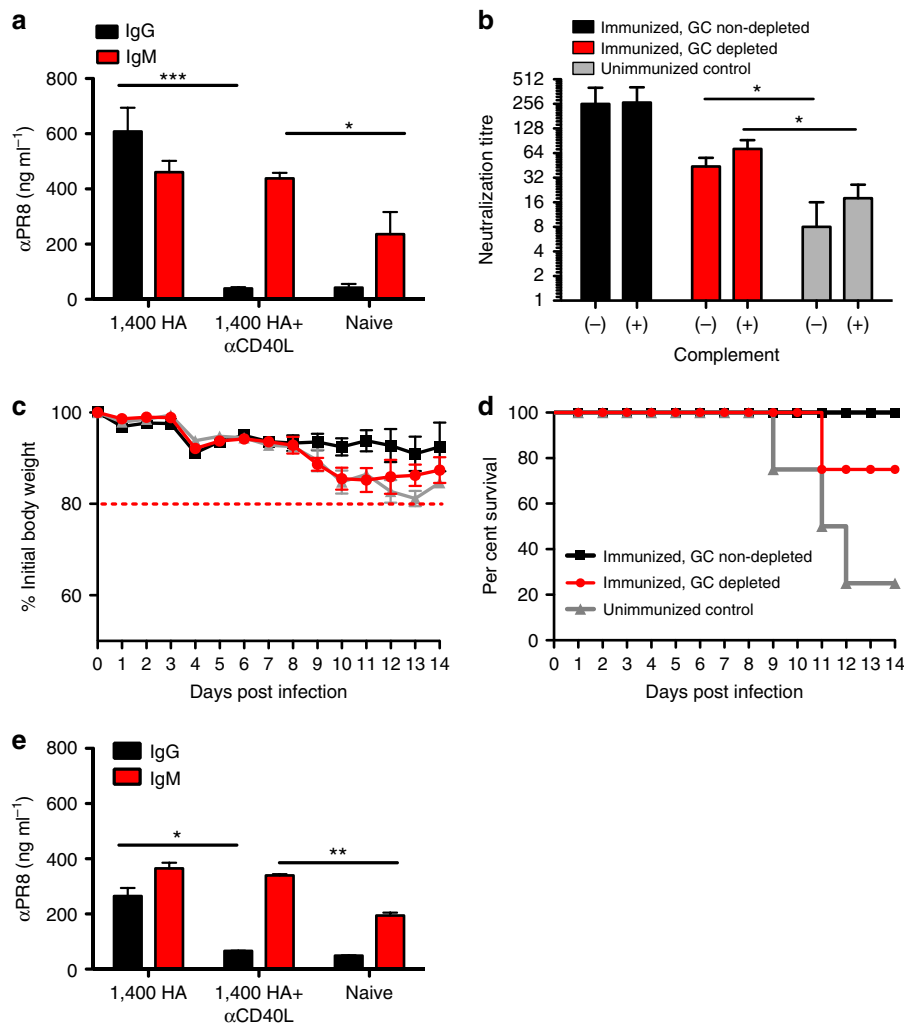 a
IgG
IgM
800
600
400
200
0
αPR8 (ng ml⁻¹)
***
*
1,400 HA
1,400 HA+
αCD40L
Naive
b
Immunized, GC non-depleted
Immunized, GC depleted
Unimmunized control
512
256
128
64
32
16
8
4
2
1
Neutralization titre
*
*
(–) (+) (–) (+) (–) (+)
Complement
c
100
80
60
% Initial body weight
0 1 2 3 4 5 6 7 8 9 10 11 12 13 14
Days post infection
d
100
80
60
40
20
0
Per cent survival
Immunized, GC non-depleted
Immunized, GC depleted
Unimmunized control
0 1 2 3 4 5 6 7 8 9 10 11 12 13 14
Days post infection
e
IgG
IgM
800
600
400
200
0
αPR8 (ng ml⁻¹)
*
**
1,400 HA
1,400 HA+
αCD40L
Naive